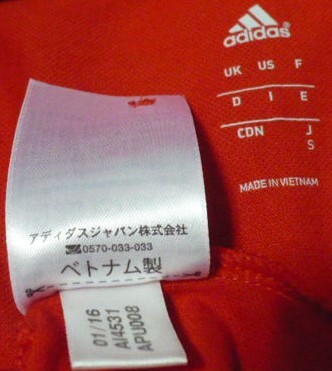 adidas
UK US F
D I E
CDN J
S
MADE IN VIETNAM
アディダスジャパン株式会社
0570-033-033
ベトナム製
01/16
AI4531
APU008